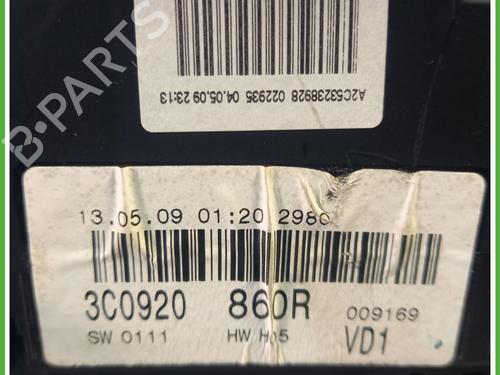 B-PARTS
A2C53238928 022935 04.05.09 23:13
13.05.09 01:20 2980
3C0920 860R 009169
SW 0111 HW H05 VD1